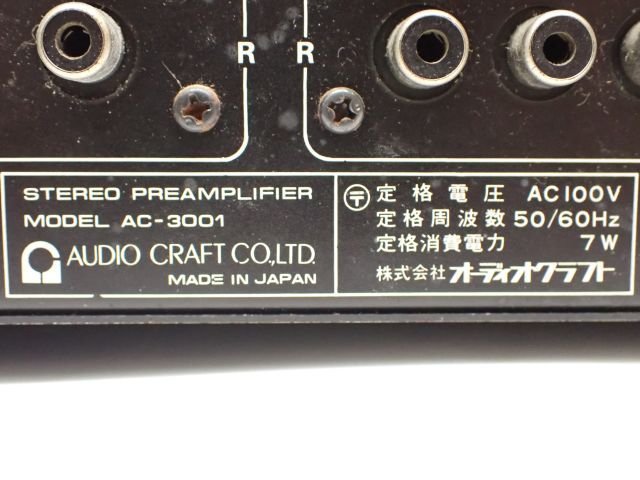 R
R
STEREO PREAMPLIFIER
MODEL AC-3001
AUDIO CRAFT CO.,LTD.
MADE IN JAPAN
〶 定格電圧 AC100V
定格周波数 50/60Hz
定格消費電力 7W
株式会社 オーディオクラフト